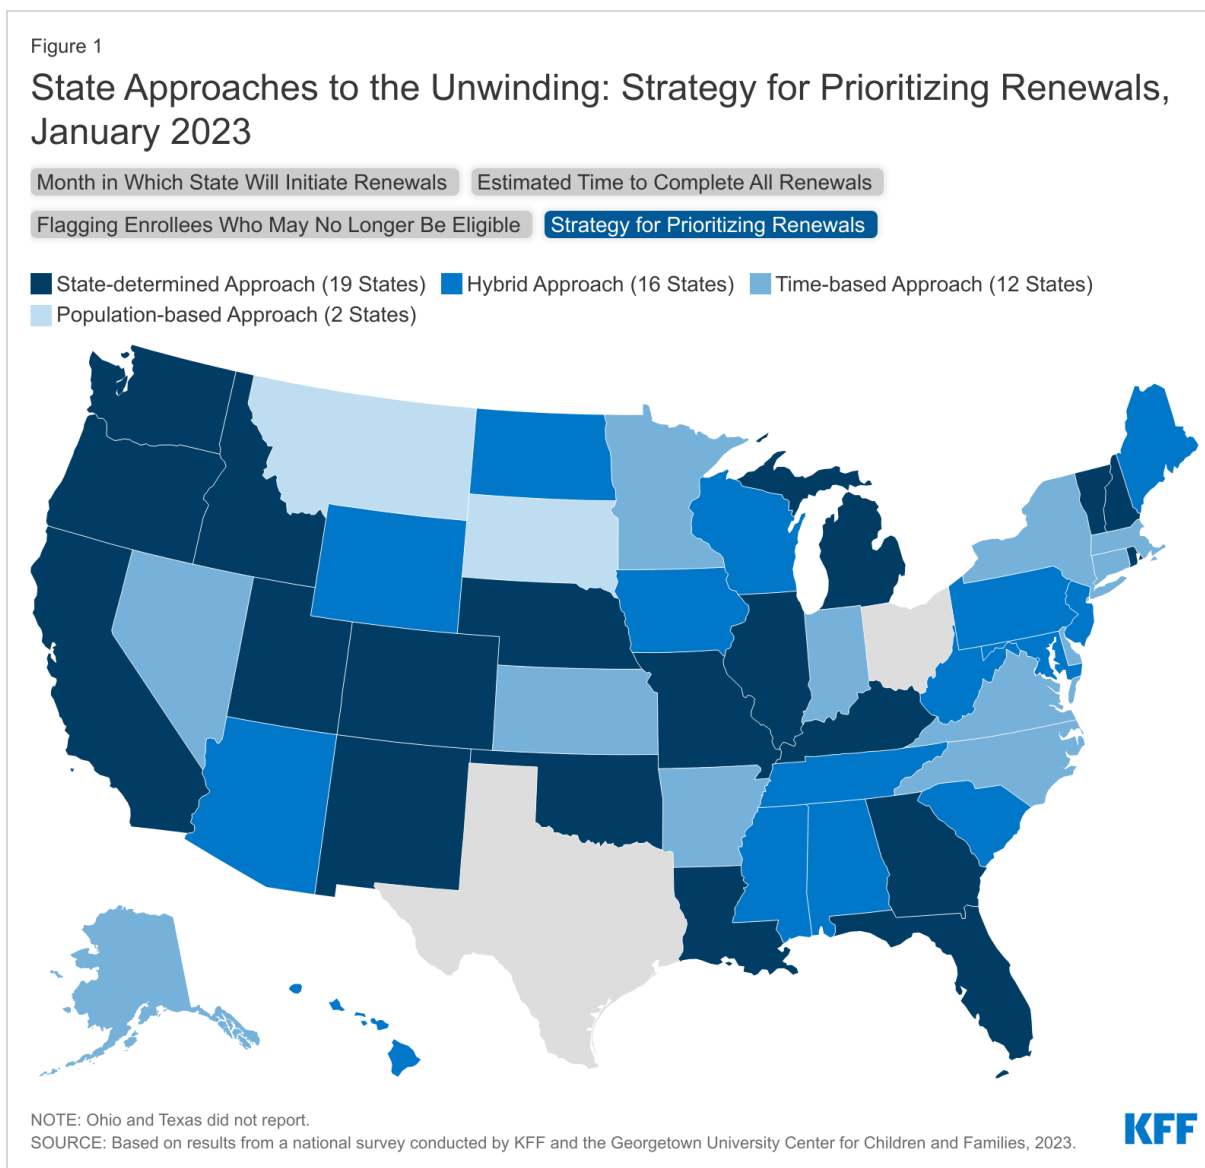 Figure 1
State Approaches to the Unwinding: Strategy for Prioritizing Renewals,
January 2023
Month in Which State Will Initiate Renewals Estimated Time to Complete All Renewals
Flagging Enrollees Who May No Longer Be Eligible Strategy for Prioritizing Renewals
State-determined Approach (19 States) Hybrid Approach (16 States) Time-based Approach (12 States)
Population-based Approach (2 States)
NOTE: Ohio and Texas did not report.
SOURCE: Based on results from a national survey conducted by KFF and the Georgetown University Center for Children and Families, 2023.
KFF